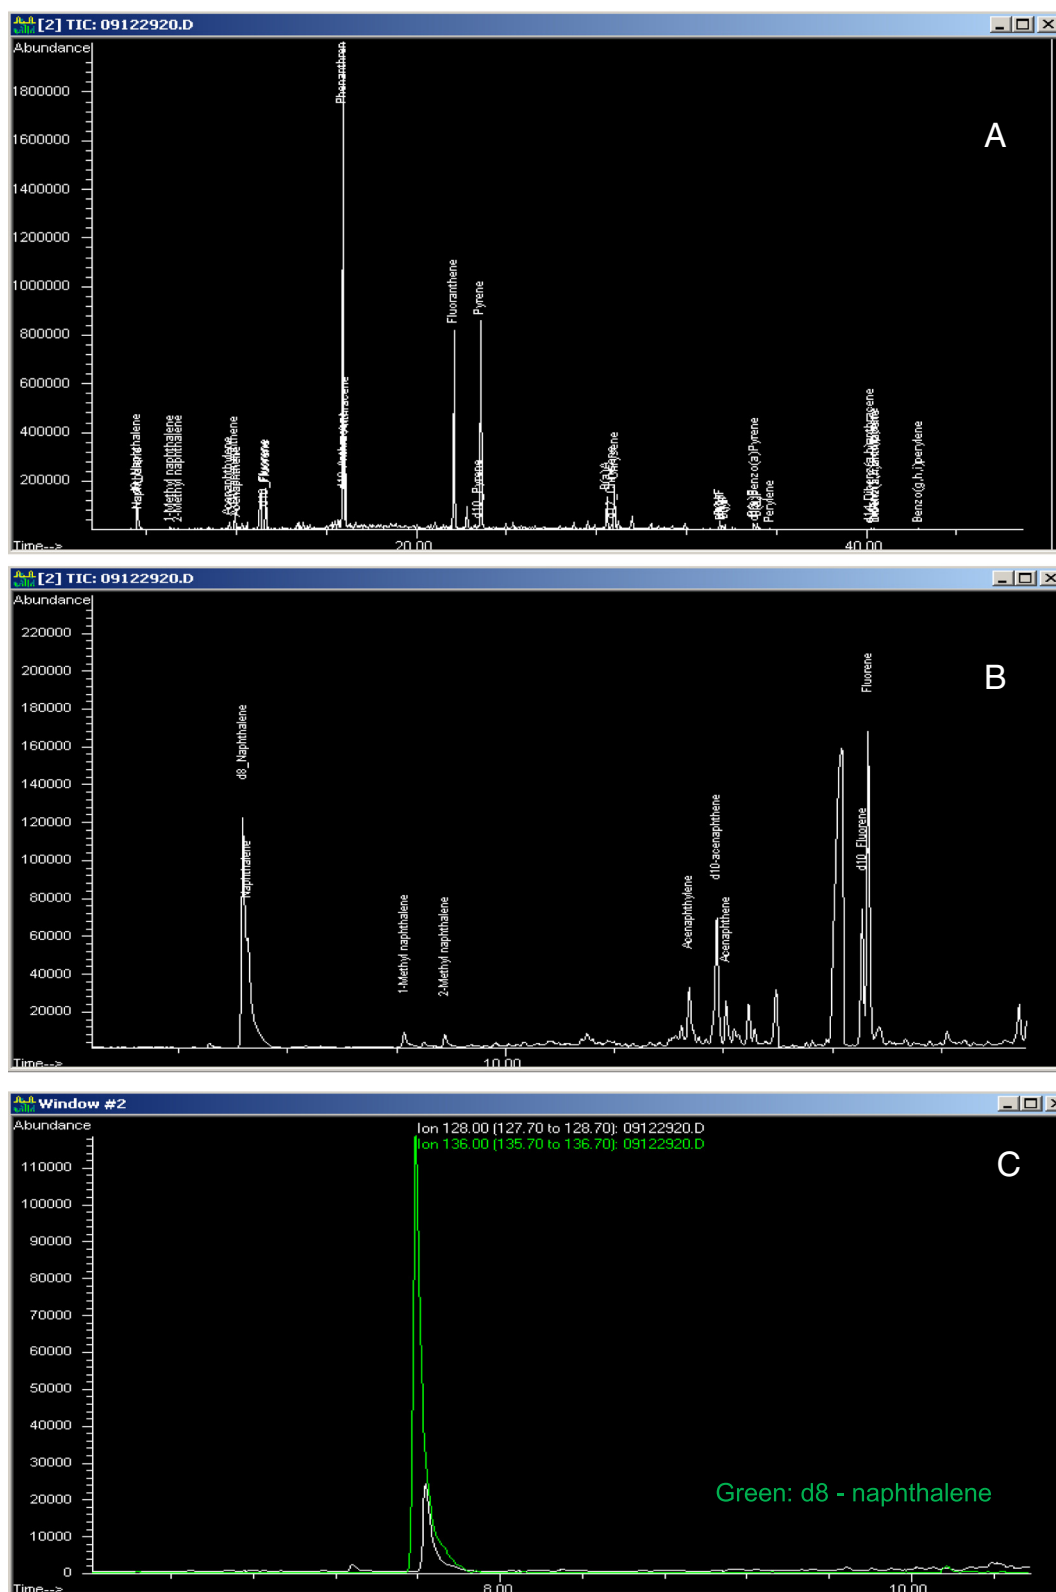 [2] TIC: 09122920.D
Abundance
A
1800000
1600000
1400000
1200000
1000000
800000
600000
400000
200000
Phenanthren
Fluoranthene
Pyrene
1-Methyl naphthalene
2-Methyl naphthalene
Acenaphthylene
d10_Pyrene
Perylene
Benzo(g,h,i)perylene
Time-->
20.00
40.00
[2] TIC: 09122920.D
Abundance
B
220000
200000
180000
160000
140000
120000
100000
80000
60000
40000
20000
d8_Naphthalene
Naphthalene
1-Methyl naphthalene
2-Methyl naphthalene
Acenaphthylene
d10-acenaphthene
Acenaphthene
d10_Fluorene
Fluorene
Time-->
10.00
Window #2
Abundance
Ion 128.00 (127.70 to 128.70): 09122920.D
Ion 136.00 (135.70 to 136.70): 09122920.D
C
110000
100000
90000
80000
70000
60000
50000
40000
30000
20000
10000
0
Green: d8 - naphthalene
Time-->
8.00
10.00